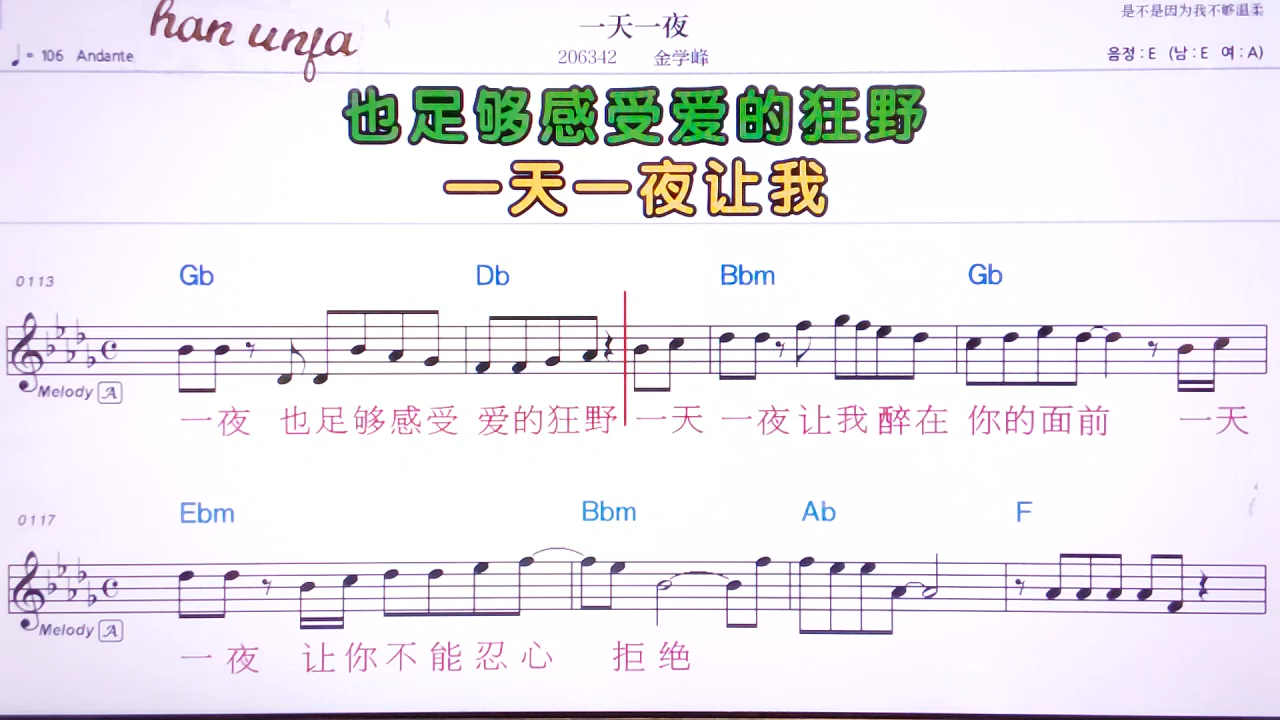 han unfa
一天一夜
是不是因为我不够温柔
♩= 106 Andante
206342 金学峰
음정 : E (남 : E 여 : A)
也足够感受爱的狂野
一天一夜让我
0113 Gb Db Bbm Gb
Melody A
一夜 也足够感受 爱的狂野 一天 一夜让我醉在 你的面前 一天
0117 Ebm Bbm Ab F
Melody A
一夜 让你不能忍心 拒绝